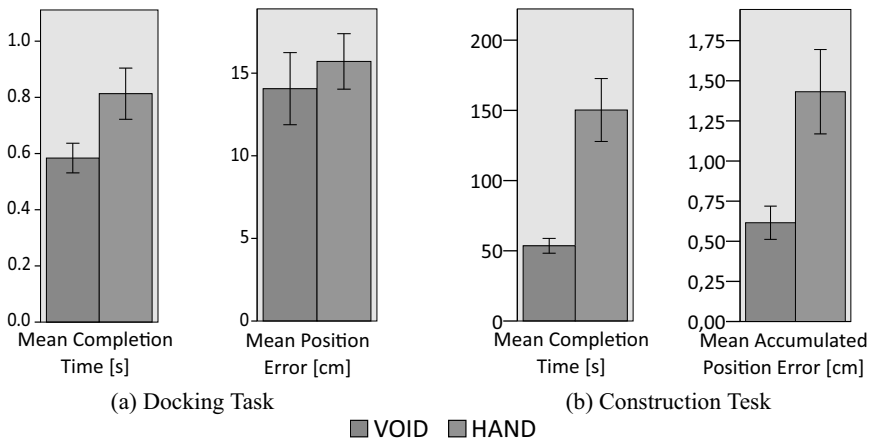 1.0
0.8
0.6
0.4
0.2
0.0
Mean Completion
Time [s]
15
13
5
0
Mean Position
Error [cm]
(a) Docking Task
200
150
100
50
0
Mean Completion
Time [s]
1,75
1,50
1,25
1,00
0,75
0,50
0,25
0,00
Mean Accumulated
Position Error [cm]
(b) Construction Tesk
VOID HAND